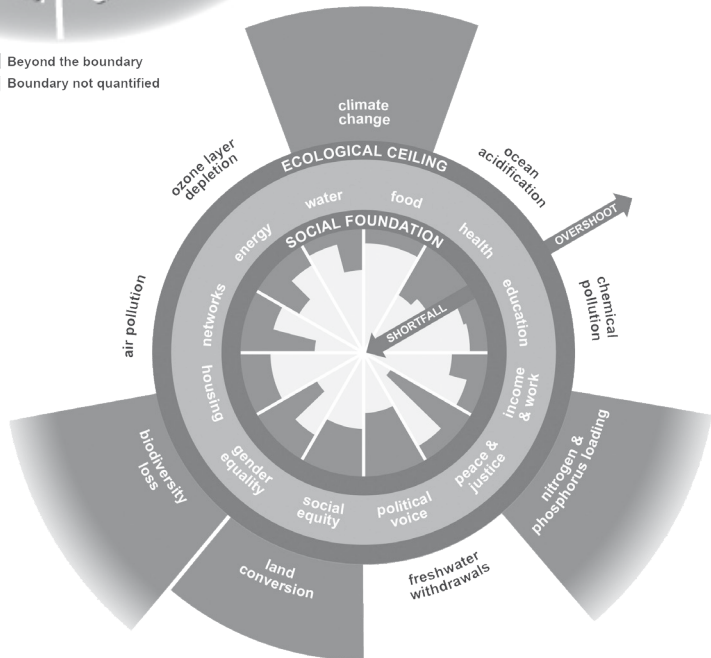 Beyond the boundary
Boundary not quantified
climate
change
ozone layer
depletion
ECOLOGICAL CEILING
ocean
acidification
OVERSHOOT
water
food
energy
SOCIAL FOUNDATION
health
SHORTFALL
air pollution
networks
education
chemical
pollution
housing
income
& work
biodiversity
loss
gender
equality
social
equity
political
voice
peace &
justice
nitrogen &
phosphorus loading
land
conversion
freshwater
withdrawals